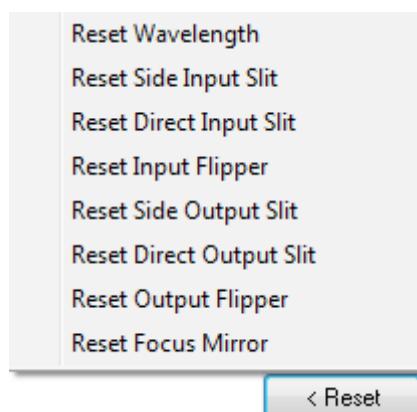 Reset Wavelength
Reset Side Input Slit
Reset Direct Input Slit
Reset Input Flipper
Reset Side Output Slit
Reset Direct Output Slit
Reset Output Flipper
Reset Focus Mirror
< Reset